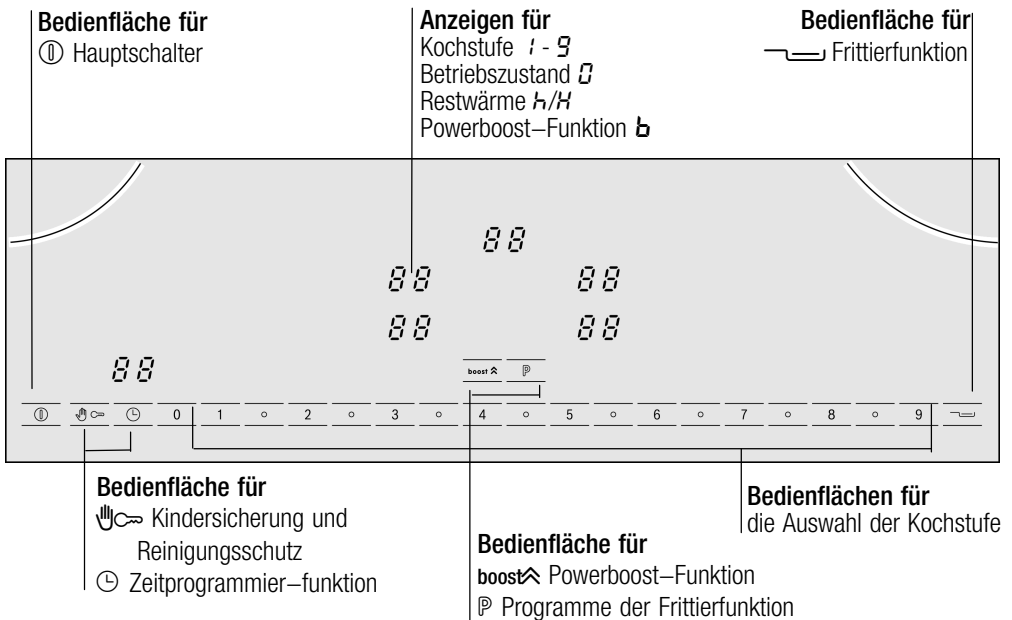 Bedienfläche für
Hauptschalter
Anzeigen für
Kochstufe 1 - 9
Betriebszustand 0
Restwärme h/H
Powerboost–Funktion b
Bedienfläche für
Frittierfunktion
88
88 88
88 88
88
boost P
0 1 2 3 4 5 6 7 8 9
Bedienfläche für
Kindersicherung und
Reinigungsschutz
Zeitprogrammier–funktion
Bedienfläche für
boost Powerboost–Funktion
P Programme der Frittierfunktion
Bedienflächen für
die Auswahl der Kochstufe